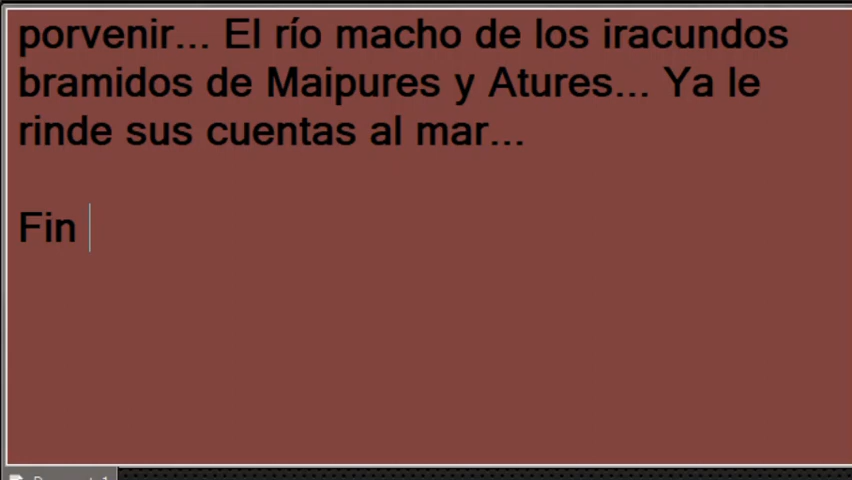 porvenir... El río macho de los iracundos
bramidos de Maipures y Atures... Ya le
rinde sus cuentas al mar...
Fin